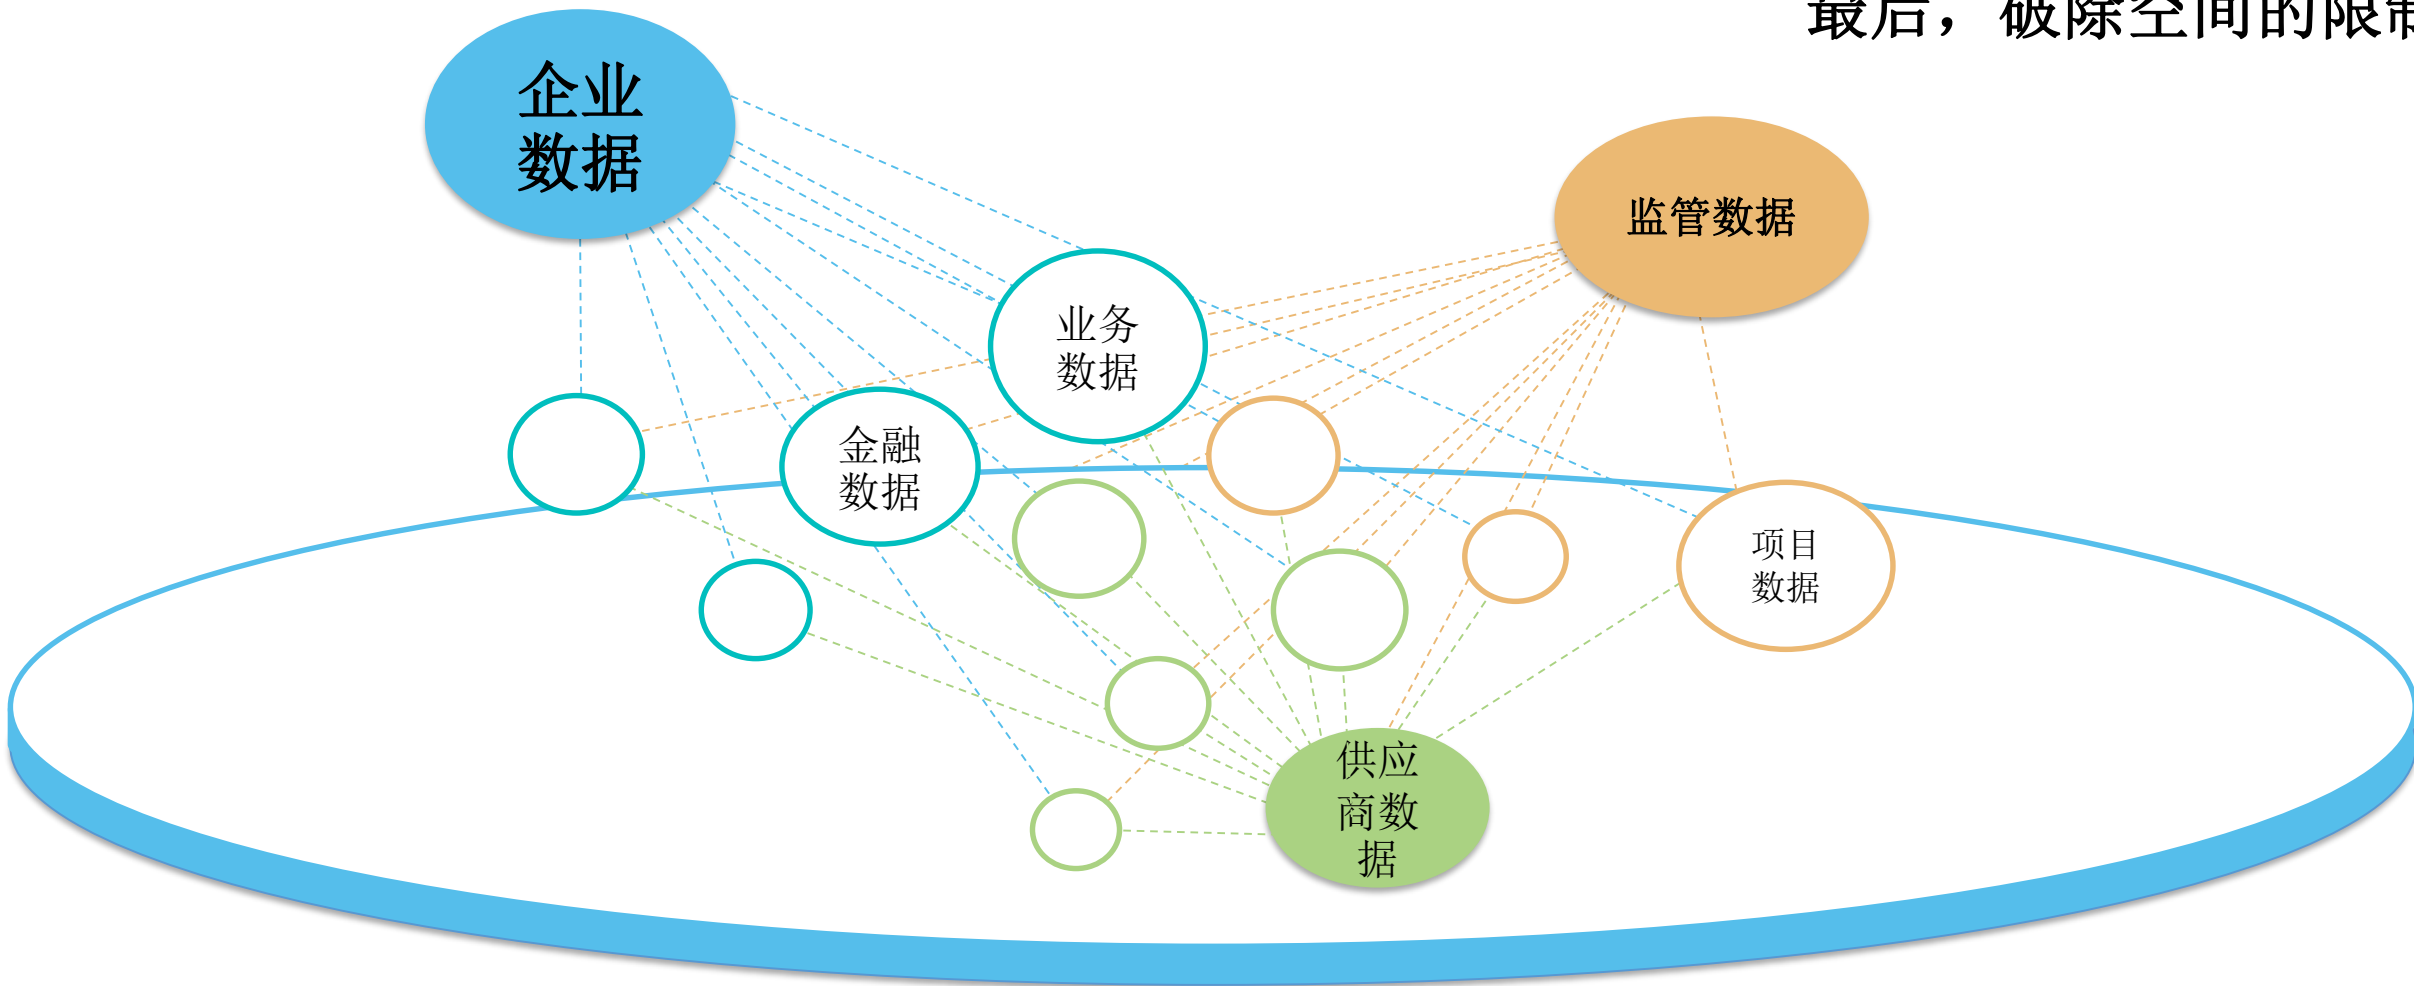 最后，破除空间的限制
企业
数据
监管数据
业务
数据
金融
数据
项目
数据
供应
商数
据